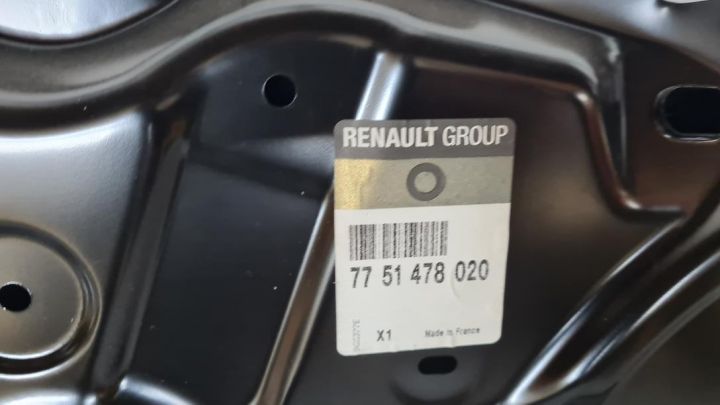 RENAULT GROUP
77 51 478 020
X1 Made in France